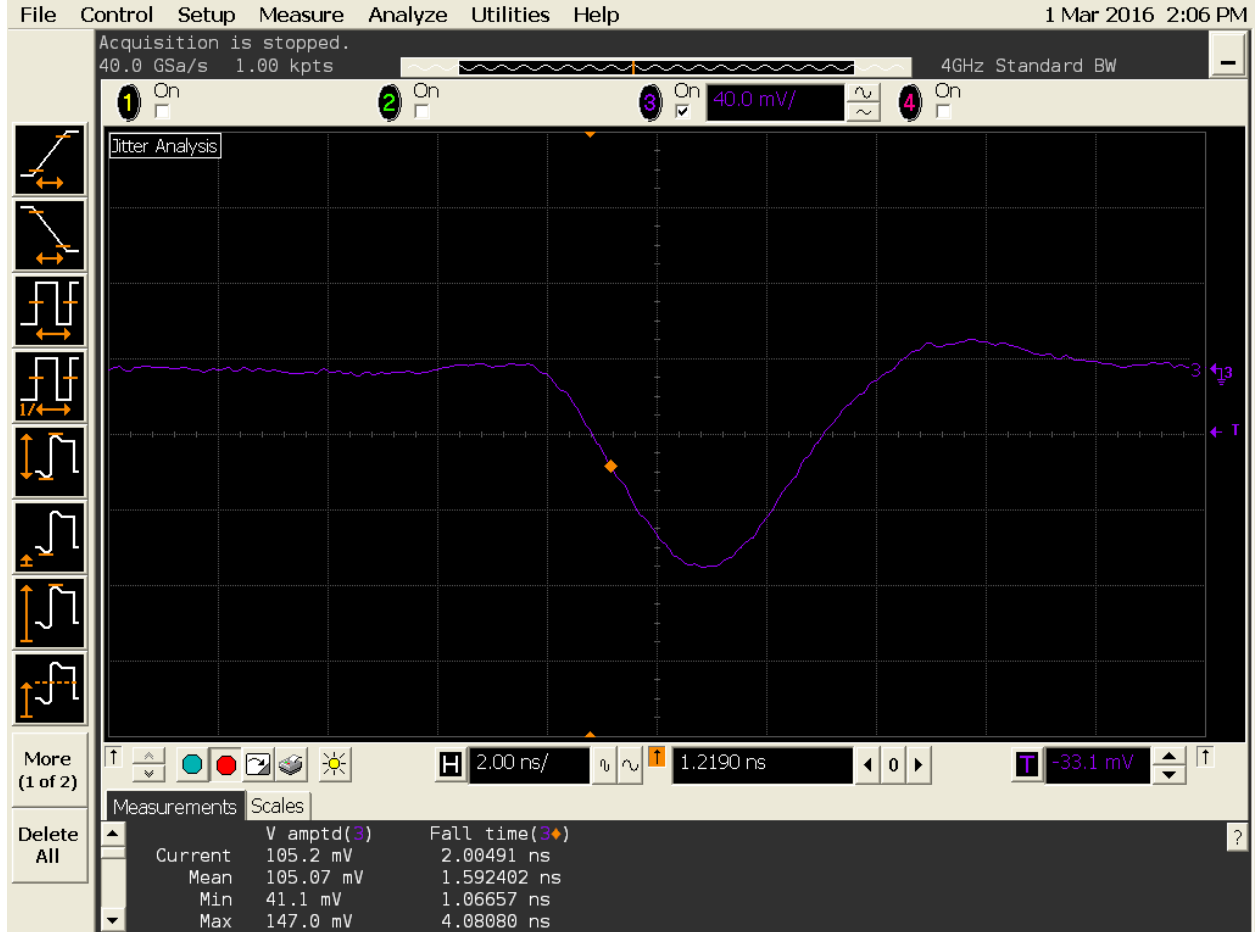 File Control Setup Measure Analyze Utilities Help 1 Mar 2016 2:06 PM
Acquisition is stopped.
40.0 GSa/s 1.00 kpts 4GHz Standard BW
1 On 2 On 3 On 40.0 mV/ 4 On
Jitter Analysis
1/
3 3
T
More
(1 of 2)
Delete
All
H 2.00 ns/ 1.2190 ns 0 T -33.1 mV
Measurements Scales
V amptd(3) Fall time(3♦) ?
Current 105.2 mV 2.00491 ns
Mean 105.07 mV 1.592402 ns
Min 41.1 mV 1.06657 ns
Max 147.0 mV 4.08080 ns